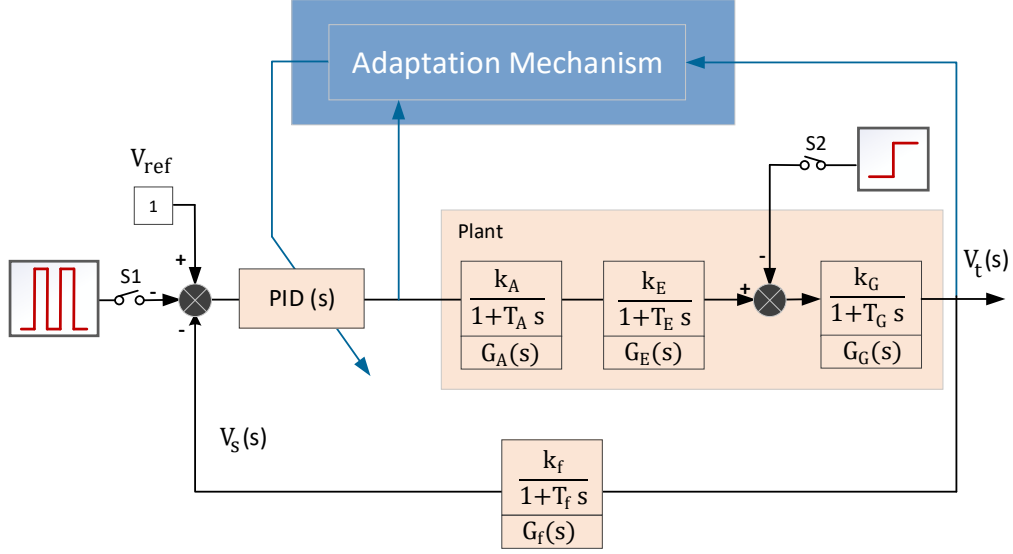 Adaptation Mechanism
S2
V_ref
1
Plant
S1
+
-
-
PID (s)
k_A
1+T_A s
G_A(s)
k_E
1+T_E s
G_E(s)
+
-
k_G
1+T_G s
G_G(s)
V_t(s)
V_s(s)
k_f
1+T_f s
G_f(s)